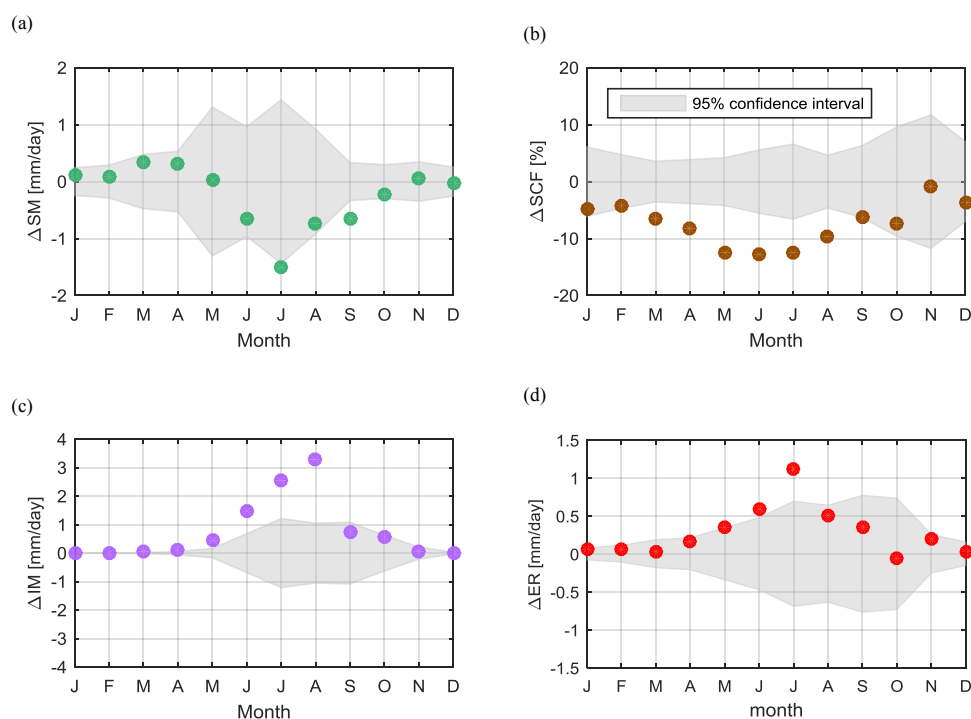 (a)
2
1
0
-1
-2
ΔSM [mm/day]
J F M A M J J A S O N D
Month
(b)
20
10
0
-10
-20
ΔSCF [%]
95% confidence interval
J F M A M J J A S O N D
Month
(c)
4
3
2
1
0
-1
-2
-3
-4
ΔIM [mm/day]
J F M A M J J A S O N D
Month
(d)
1.5
1
0.5
0
-0.5
-1
-1.5
ΔER [mm/day]
J F M A M J J A S O N D
month